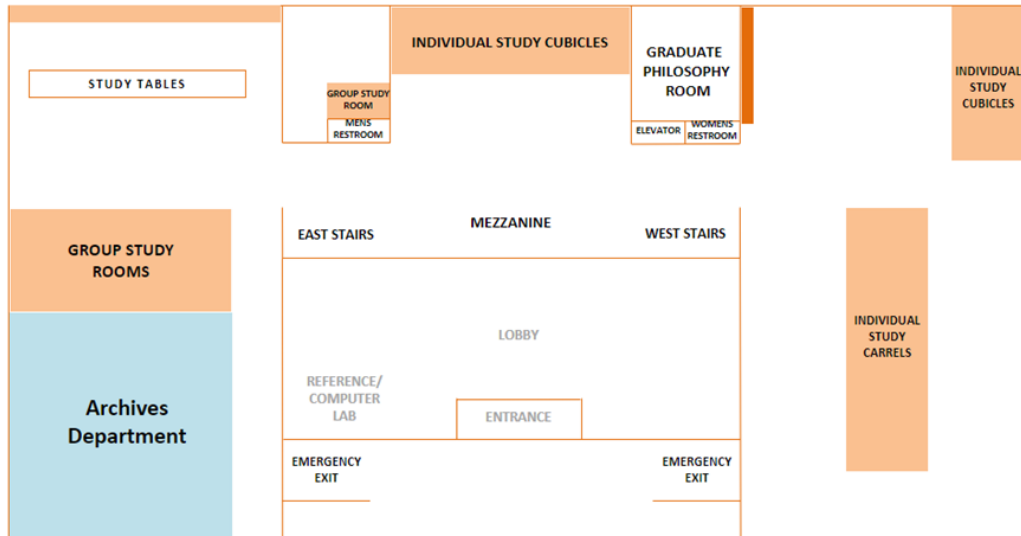 INDIVIDUAL STUDY CUBICLES
GRADUATE
PHILOSOPHY
ROOM
STUDY TABLES
INDIVIDUAL
STUDY
CUBICLES
GROUP STUDY
ROOM
MENS
RESTROOM
ELEVATOR
WOMENS
RESTROOM
GROUP STUDY
ROOMS
EAST STAIRS
MEZZANINE
WEST STAIRS
LOBBY
INDIVIDUAL
STUDY
CARRELS
REFERENCE/
COMPUTER
LAB
ENTRANCE
Archives
Department
EMERGENCY
EXIT
EMERGENCY
EXIT